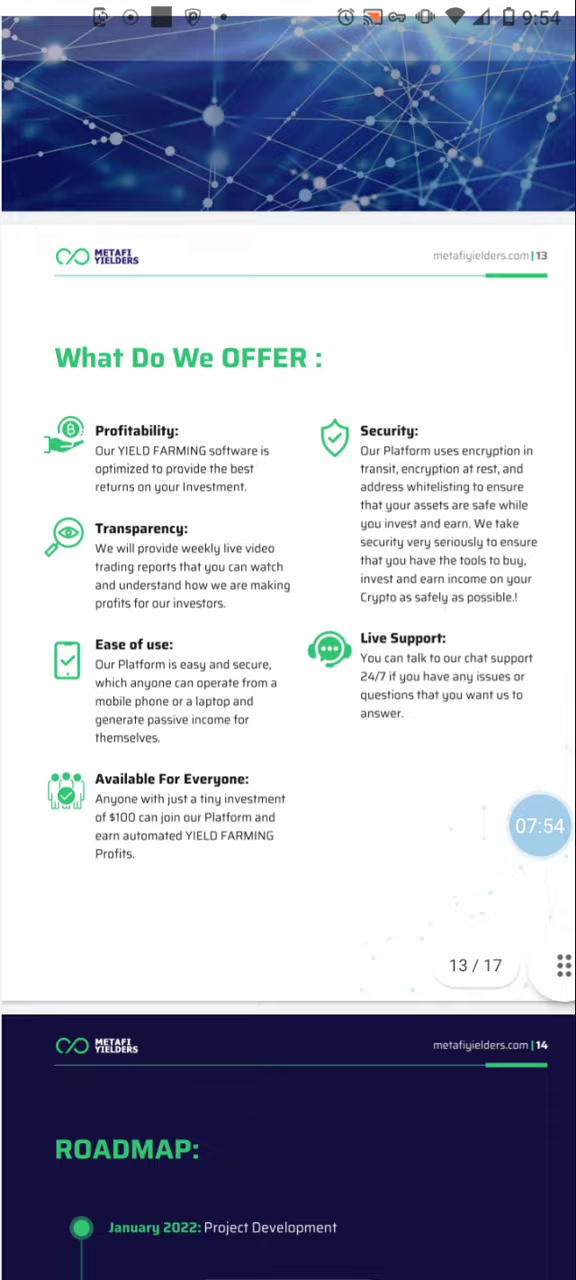 9:54
METAFI
YIELDERS
metafiyielders.com | 13
What Do We OFFER :
Profitability:
Our YIELD FARMING software is
optimized to provide the best
returns on your Investment.
Transparency:
We will provide weekly live video
trading reports that you can watch
and understand how we are making
profits for our investors.
Ease of use:
Our Platform is easy and secure,
which anyone can operate from a
mobile phone or a laptop and
generate passive income for
themselves.
Available For Everyone:
Anyone with just a tiny investment
of $100 can join our Platform and
earn automated YIELD FARMING
Profits.
Security:
Our Platform uses encryption in
transit, encryption at rest, and
address whitelisting to ensure
that your assets are safe while
you invest and earn. We take
security very seriously to ensure
that you have the tools to buy,
invest and earn income on your
Crypto as safely as possible.!
Live Support:
You can talk to our chat support
24/7 if you have any issues or
questions that you want us to
answer.
07:54
13 / 17
METAFI
YIELDERS
metafiyielders.com | 14
ROADMAP:
January 2022: Project Development